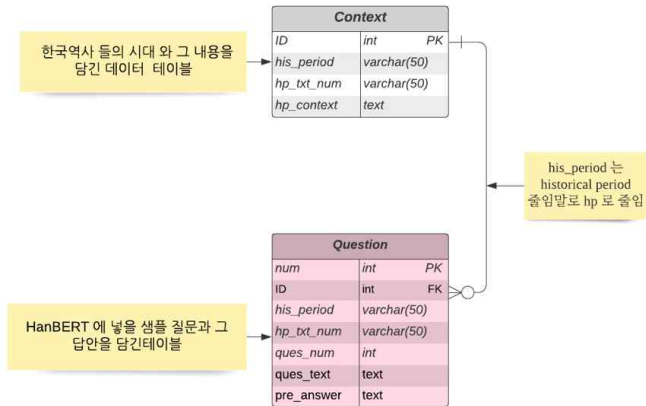 Context
ID int PK
his_period varchar(50)
hp_txt_num varchar(50)
hp_context text
한국역사 들의 시대 와 그 내용을
담긴 데이터 테이블
his_period 는
historical period
줄임말로 hp 로 줄임
Question
num int PK
ID int FK
his_period varchar(50)
hp_txt_num varchar(50)
ques_num int
ques_text text
pre_answer text
HanBERT 에 넣을 샘플 질문과 그
답안을 담긴테이블